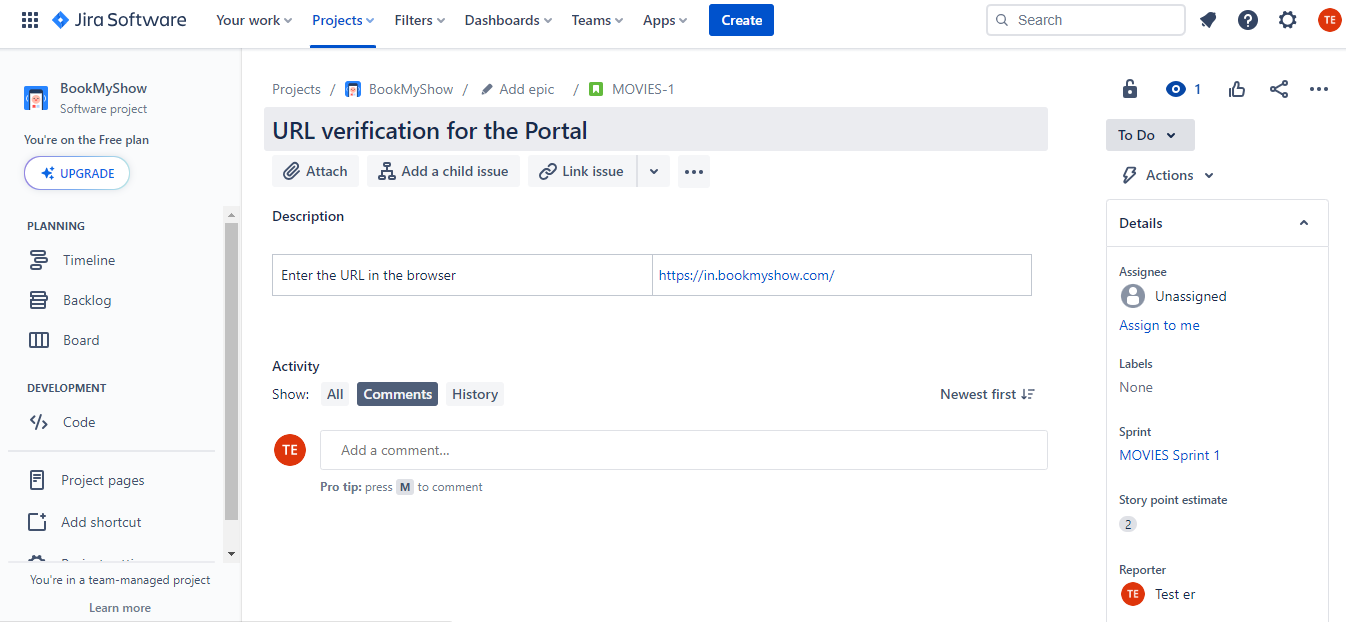 Jira Software Your work Projects Filters Dashboards Teams Apps Create Search TE
BookMyShow
Software project
You're on the Free plan
UPGRADE
PLANNING
Timeline
Backlog
Board
DEVELOPMENT
Code
Project pages
Add shortcut
You're in a team-managed project
Learn more
Projects / BookMyShow / Add epic / MOVIES-1
URL verification for the Portal
Attach Add a child issue Link issue
Description
Enter the URL in the browser https://in.bookmyshow.com/
Activity
Show: All Comments History Newest first
TE Add a comment...
Pro tip: press M to comment
1
To Do
Actions
Details
Assignee
Unassigned
Assign to me
Labels
None
Sprint
MOVIES Sprint 1
Story point estimate
2
Reporter
TE Test er